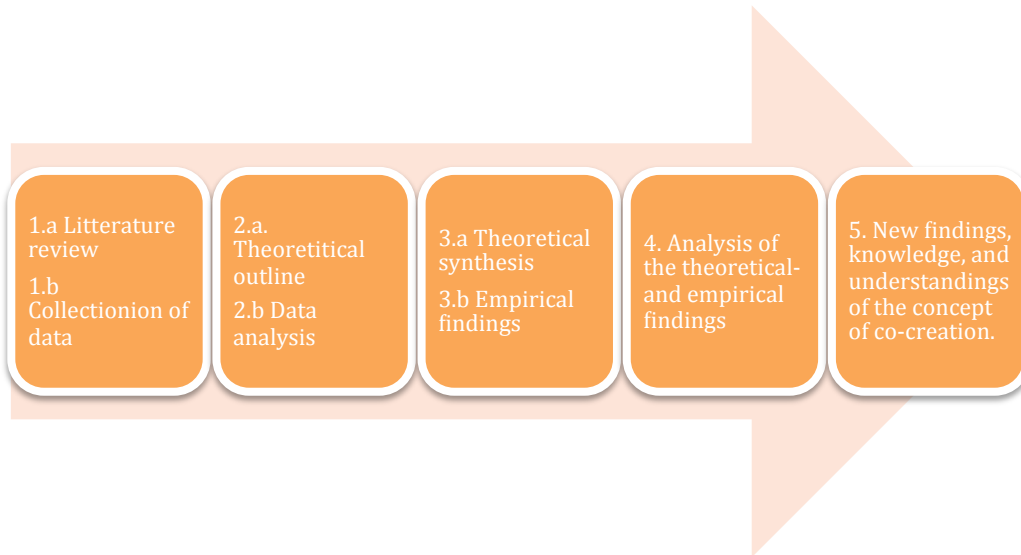 1.a Litterature
review
1.b
Collectionion of
data
2.a.
Theoretitical
outline
2.b Data
analysis
3.a Theoretical
synthesis
3.b Empirical
findings
4. Analysis of
the theoretical-
and empirical
findings
5. New findings,
knowledge, and
understandings
of the concept
of co-creation.